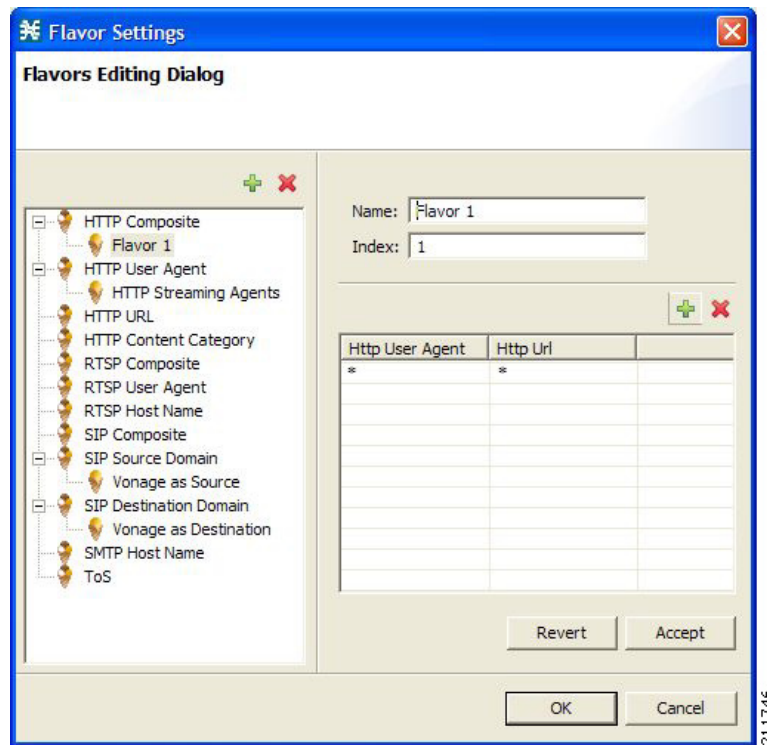 Flavor Settings
Flavors Editing Dialog
HTTP Composite
Flavor 1
HTTP User Agent
HTTP Streaming Agents
HTTP URL
HTTP Content Category
RTSP Composite
RTSP User Agent
RTSP Host Name
SIP Composite
SIP Source Domain
Vonage as Source
SIP Destination Domain
Vonage as Destination
SMTP Host Name
ToS
Name: Flavor 1
Index: 1
Http User Agent Http Url
* *
Revert Accept
OK Cancel
211746